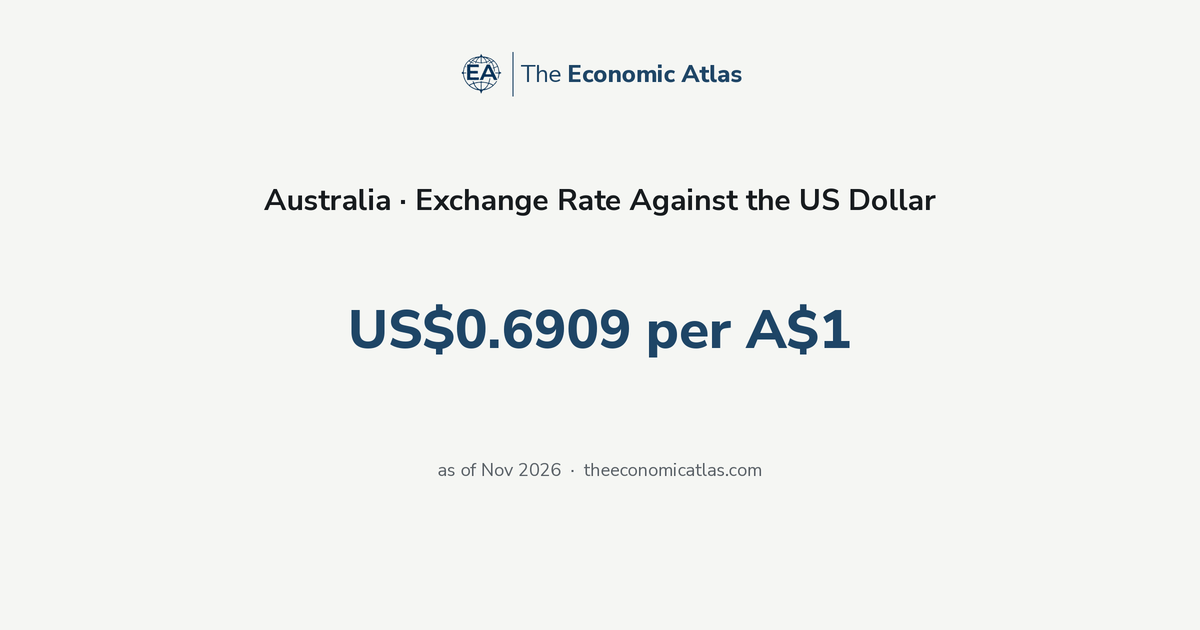 EA The Economic Atlas
Australia · Exchange Rate Against the US Dollar
US$0.6909 per A$1
as of Nov 2026 · theeconomicatlas.com